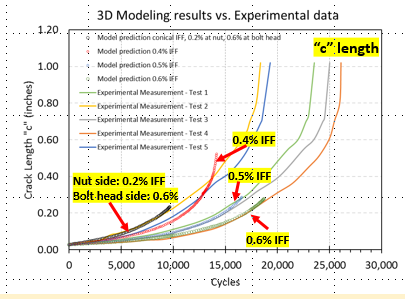 3D Modeling results vs. Experimental data
"c" length
Model prediction conical IFF, 0.2% at nut, 0.6% at bolt head
Model prediction 0.4% IFF
Model prediction 0.5% IFF
Model prediction 0.6% IFF
Experimental Measurement - Test 1
Experimental Measurement - Test 2
Experimental Measurement - Test 3
Experimental Measurement - Test 4
Experimental Measurement - Test 5
0.4% IFF
0.5% IFF
Nut side: 0.2% IFF
Bolt head side: 0.6%
0.6% IFF
Crack Length "c" (inches)
1.20
1.00
0.80
0.60
0.40
0.20
0.00
0
5,000
10,000
15,000
20,000
25,000
30,000
Cycles